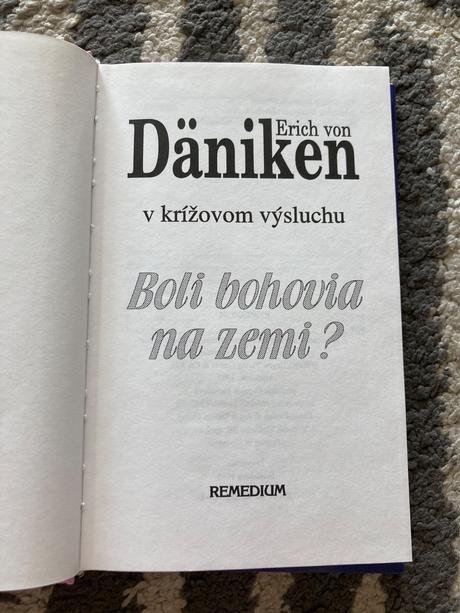 Erich von
Däniken
v krížovom výsluchu
Boli bohovia
na zemi?
REMEDIUM